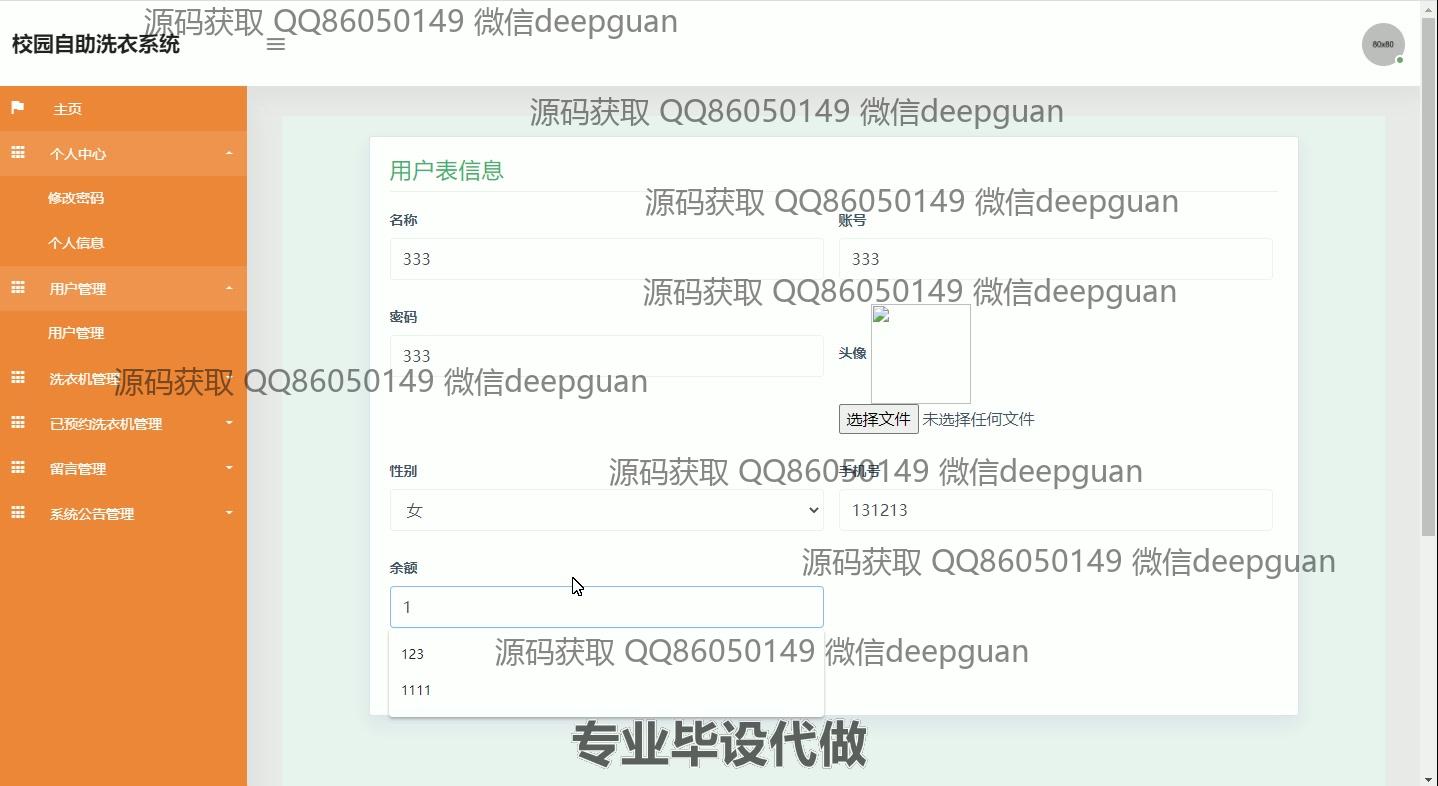 源码获取 QQ86050149 微信deepguan
校园自助洗衣系统
80x80
主页
源码获取 QQ86050149 微信deepguan
个人中心
用户表信息
修改密码
源码获取 QQ86050149 微信deepguan
名称
账号
个人信息
333
333
用户管理
源码获取 QQ86050149 微信deepguan
密码
用户管理
333
头像
洗衣机管理
源码获取 QQ86050149 微信deepguan
选择文件 未选择任何文件
已预约洗衣机管理
留言管理
性别
源码获取 QQ86050149 微信deepguan
手机号
系统公告管理
女
131213
余额
源码获取 QQ86050149 微信deepguan
1
123
源码获取 QQ86050149 微信deepguan
1111
专业毕设代做